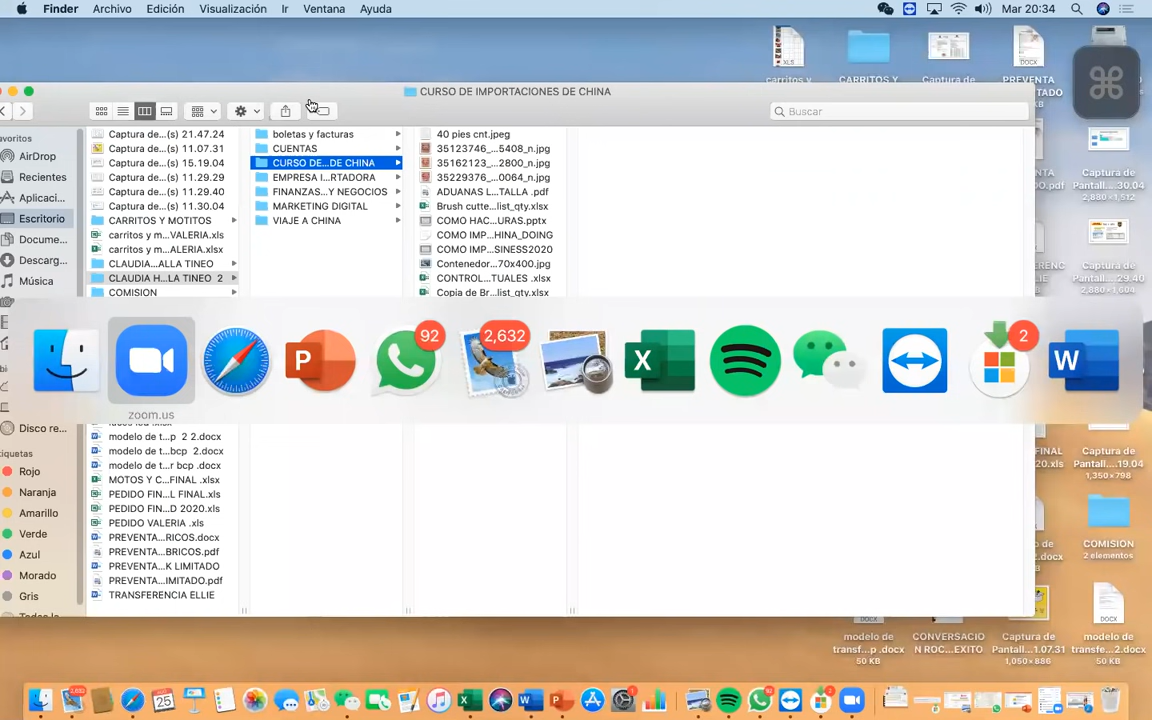 Finder Archivo Edición Visualización Ir Ventana Ayuda Mar 20:34
CURSO DE IMPORTACIONES DE CHINA
Buscar
favoritos
AirDrop
Recientes
Aplicaci...
Escritorio
Docume...
Descarg...
Música
Disco re...
etiquetas
Rojo
Naranja
Amarillo
Verde
Azul
Morado
Gris
Captura de...(s) 21.47.24
Captura de...(s) 11.07.31
Captura de...(s) 15.19.04
Captura de...(s) 11.29.29
Captura de...(s) 11.29.40
Captura de...(s) 11.30.04
CARRITOS Y MOTITOS
carritos y m...VALERIA.xls
carritos y m...ALERIA.xlsx
CLAUDIA...ALLA TINEO
CLAUDIA H...LA TINEO 2
COMISION
modelo de t...p 2 2.docx
modelo de t...bcp 2.docx
modelo de t...r bcp .docx
MOTOS Y C...FINAL .xlsx
PEDIDO FIN...L FINAL.xls
PEDIDO FIN...D 2020.xls
PEDIDO VALERIA .xls
PREVENTA...RICOS.docx
PREVENTA...BRICOS.pdf
PREVENTA...K LIMITADO
PREVENTA...IMITADO.pdf
TRANSFERENCIA ELLIE
boletas y facturas
CUENTAS
CURSO DE...DE CHINA
EMPRESA I...RTADORA
FINANZAS...Y NEGOCIOS
MARKETING DIGITAL
VIAJE A CHINA
40 pies cnt.jpeg
35123746_...5408_n.jpg
35162123_...2800_n.jpg
35229376_...0064_n.jpg
ADUANAS L...TALLA .pdf
Brush cutte...list_qty.xlsx
COMO HAC...URAS.pptx
COMO IMP...HINA_DOING
COMO IMP...SINESS2020
Contenedor...70x400.jpg
CONTROL...TUALES .xlsx
Copia de Br...list_qty.xlsx
92
2,632
2
P
X
W
zoom.us
XLS
carritos y
CARRITOS Y
Captura de
DOCX
PREVENTA
Captura de
Pantall....30.04
2,880×1,512
Captura de
Pantall....29.40
2,880×1,604
Captura de
Pantall....19.04
1,350×798
COMISION
2 elementos
DOCX
modelo de
transf...p .docx
50 KB
CONVERSACIO
N ROC...EXITO
Captura de
Pantall....1.07.31
1,050×886
DOCX
modelo de
transfe...2.docx
50 KB